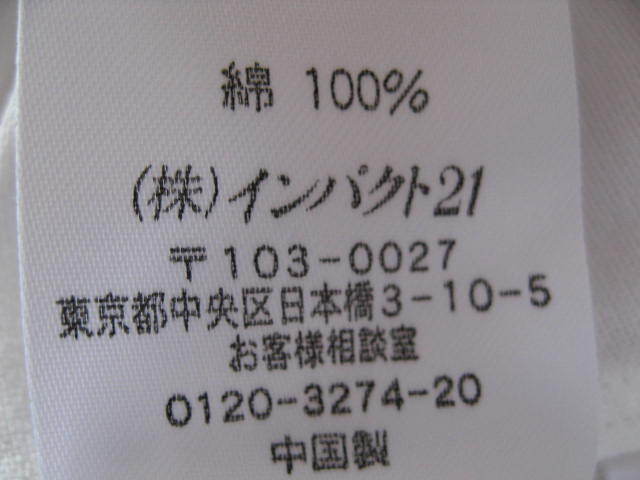 綿 100%
(株)インパクト21
〒103-0027
東京都中央区日本橋3-10-5
お客様相談室
0120-3274-20
中国製